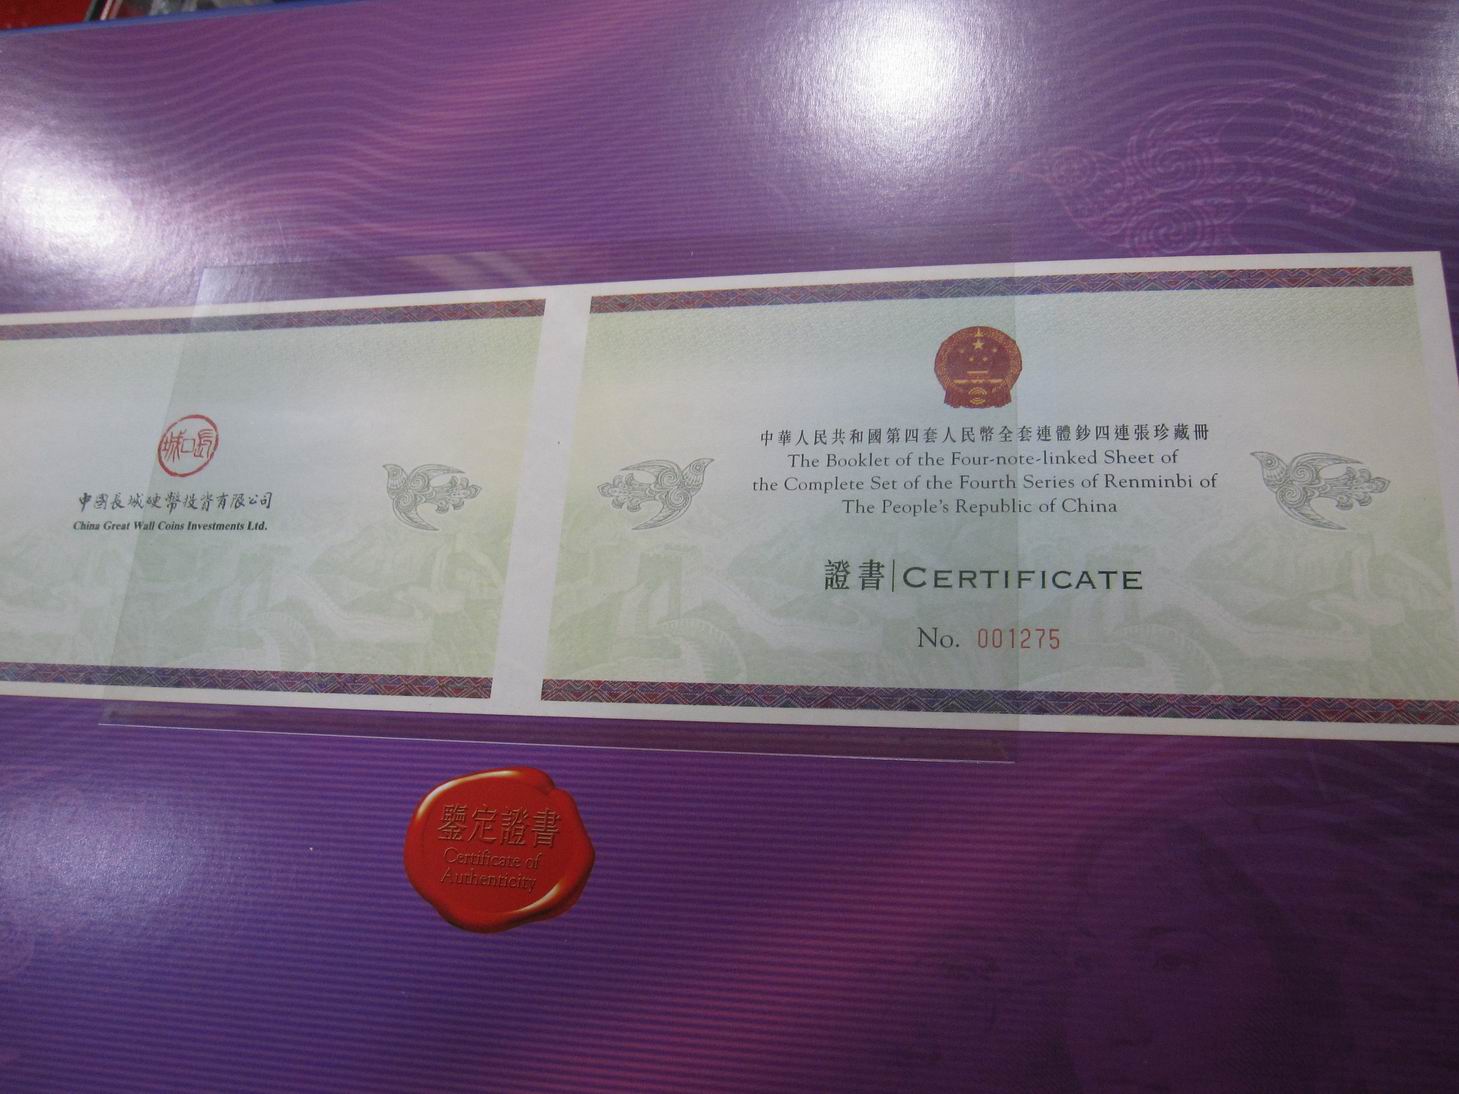 中國長城硬幣投資有限公司
China Great Wall Coins Investments Ltd.
中華人民共和國第四套人民幣全套連體鈔四連張珍藏冊
The Booklet of the Four-note-linked Sheet of
the Complete Set of the Fourth Series of Renminbi of
The People's Republic of China
證書|CERTIFICATE
No. 001275
鑒定證書
Certificate of
Authenticity